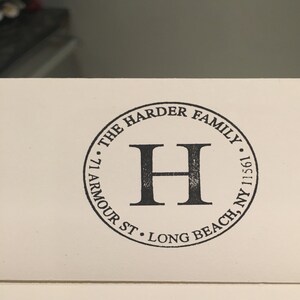 • THE HARDER FAMILY •
H
71 ARMOUR ST • LONG BEACH, NY 11561